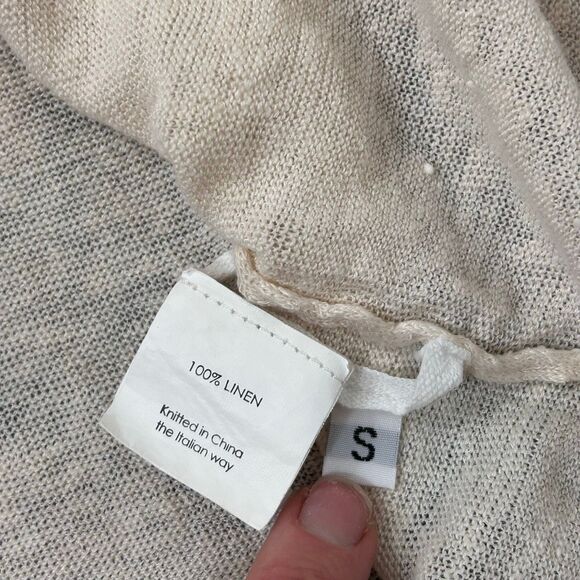 100% LINEN
Knitted in China
the Italian way
S